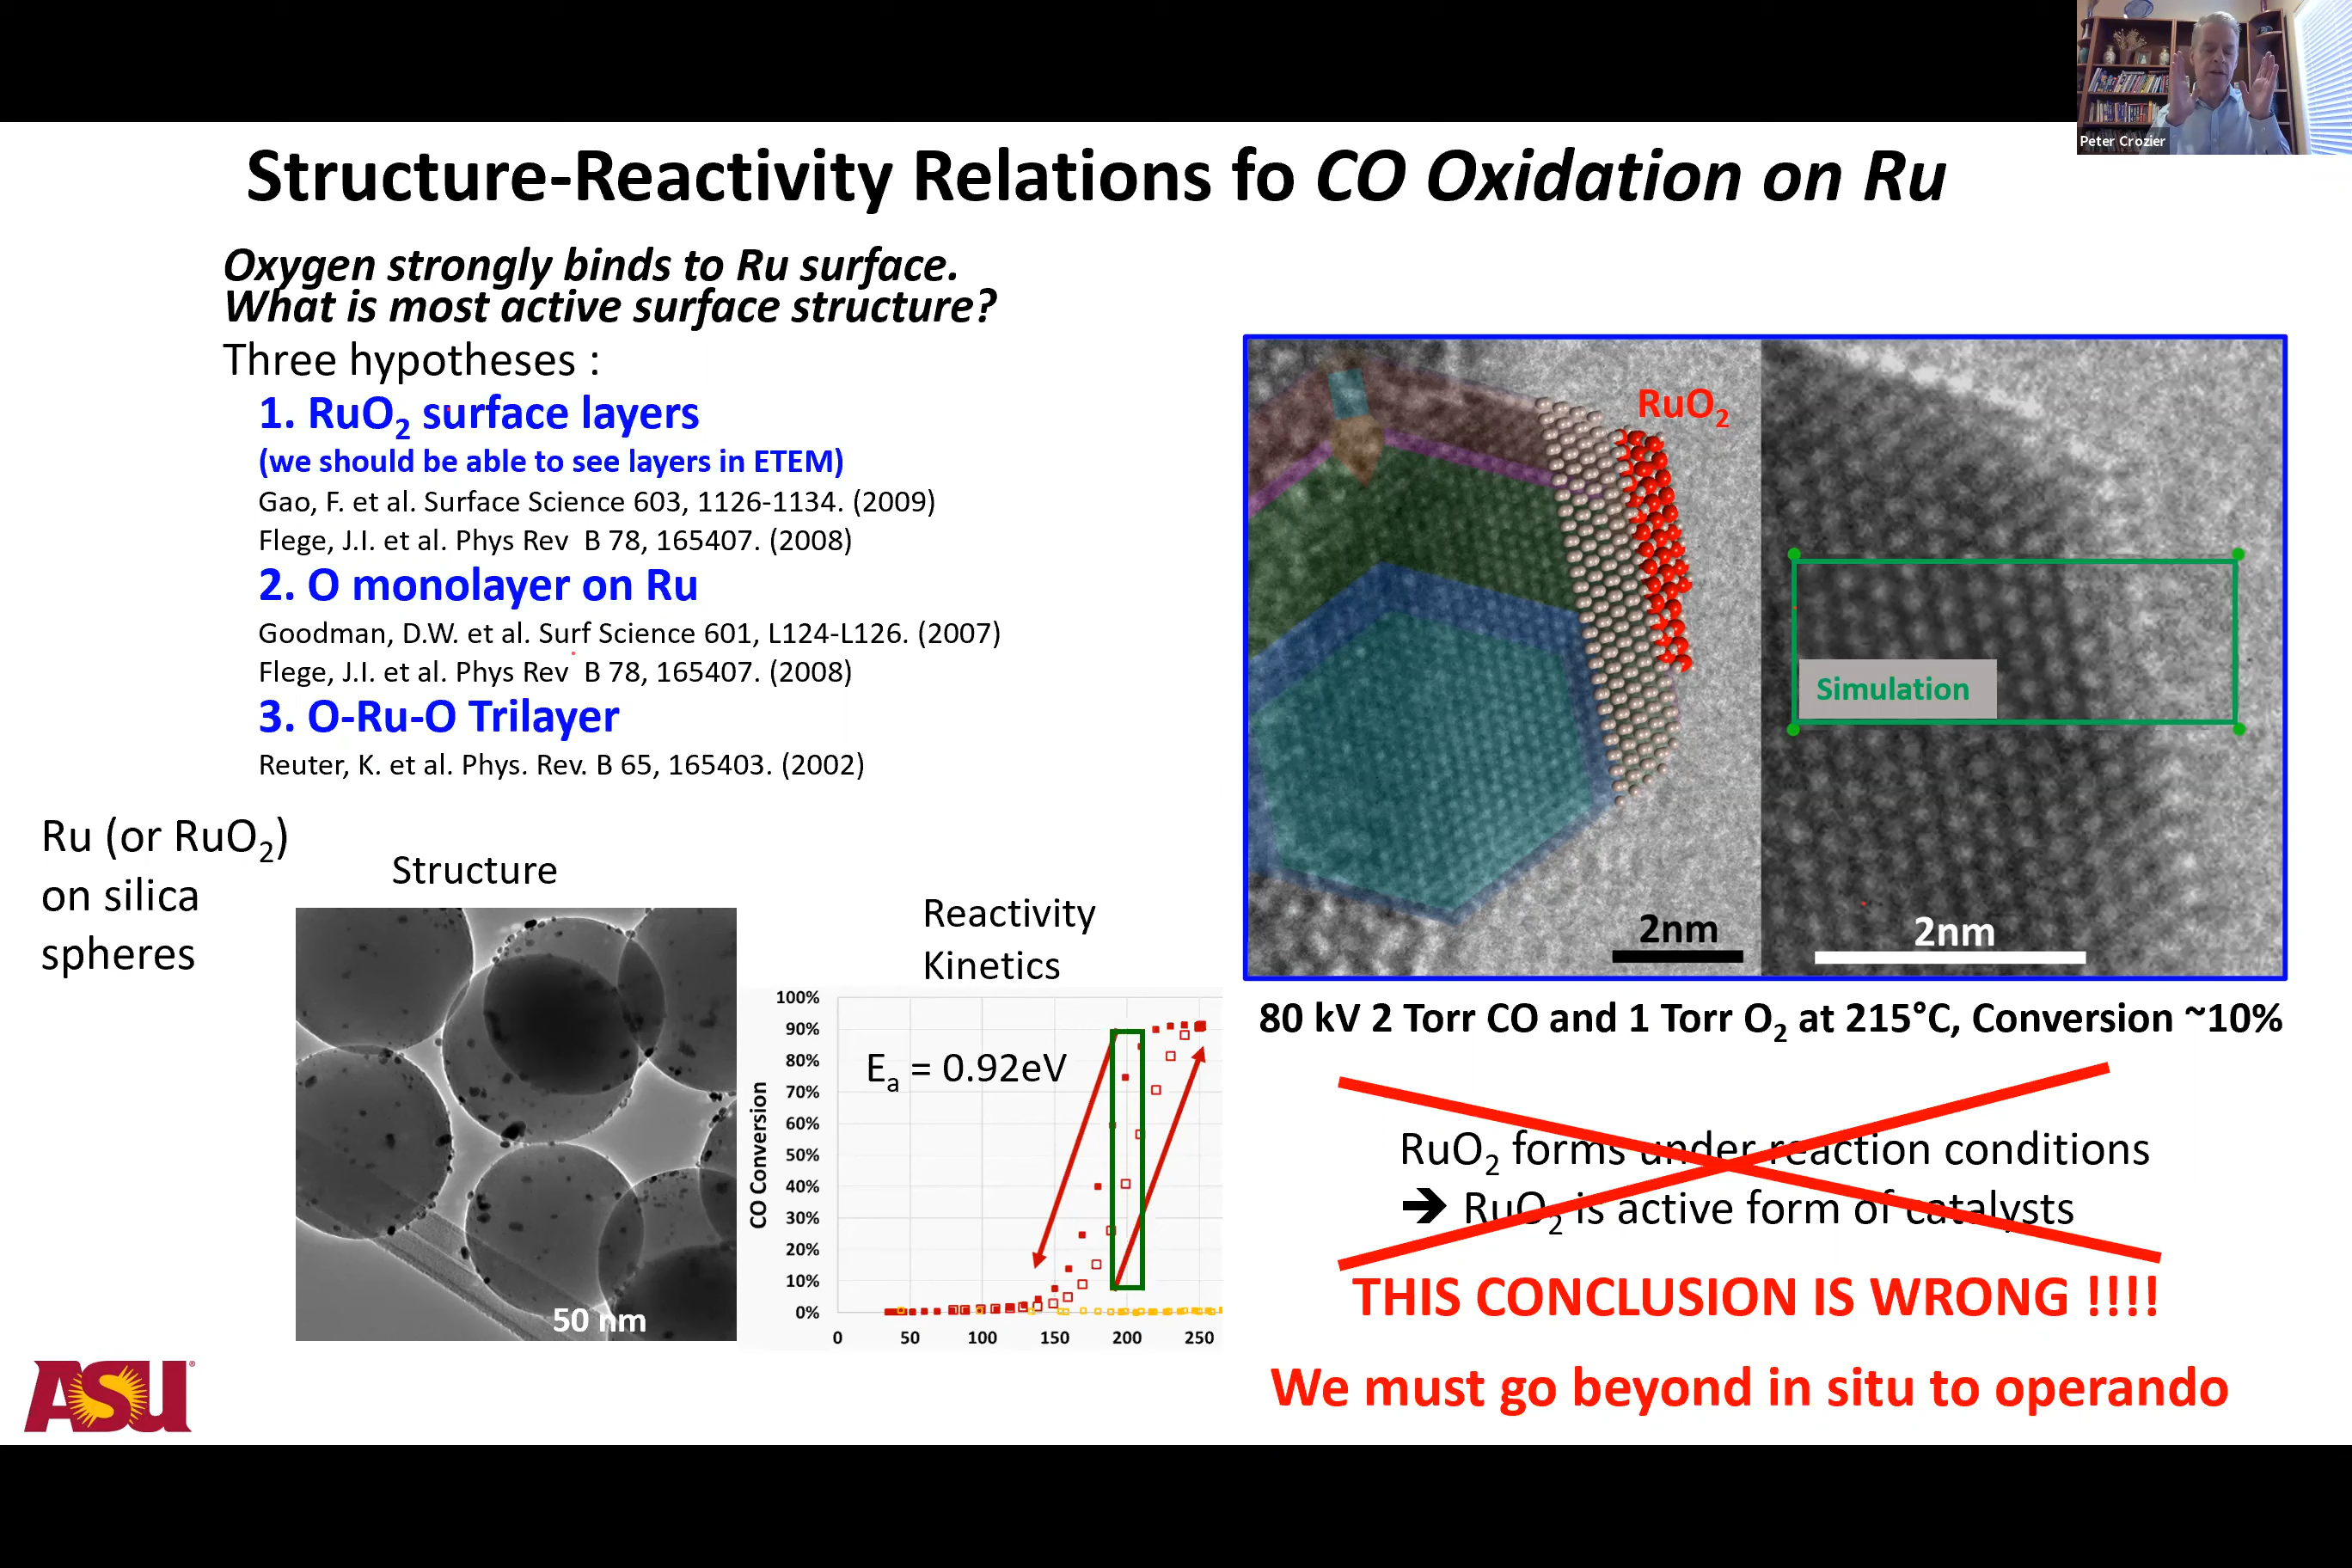 Peter Crozier
Structure-Reactivity Relations fo CO Oxidation on Ru
Oxygen strongly binds to Ru surface.
What is most active surface structure?
Three hypotheses :
1. RuO2 surface layers
(we should be able to see layers in ETEM)
Gao, F. et al. Surface Science 603, 1126-1134. (2009)
Flege, J.I. et al. Phys Rev B 78, 165407. (2008)
2. O monolayer on Ru
Goodman, D.W. et al. Surf Science 601, L124-L126. (2007)
Flege, J.I. et al. Phys Rev B 78, 165407. (2008)
3. O-Ru-O Trilayer
Reuter, K. et al. Phys. Rev. B 65, 165403. (2002)
Ru (or RuO2)
on silica
spheres
Structure
50 nm
Reactivity
Kinetics
Ea = 0.92eV
CO Conversion
100%
90%
80%
70%
60%
50%
40%
30%
20%
10%
0%
0 50 100 150 200 250
RuO2
Simulation
2nm
2nm
80 kV 2 Torr CO and 1 Torr O2 at 215°C, Conversion ~10%
RuO2 forms under reaction conditions
➔ RuO2 is active form of catalysts
THIS CONCLUSION IS WRONG !!!!
We must go beyond in situ to operando
ASU